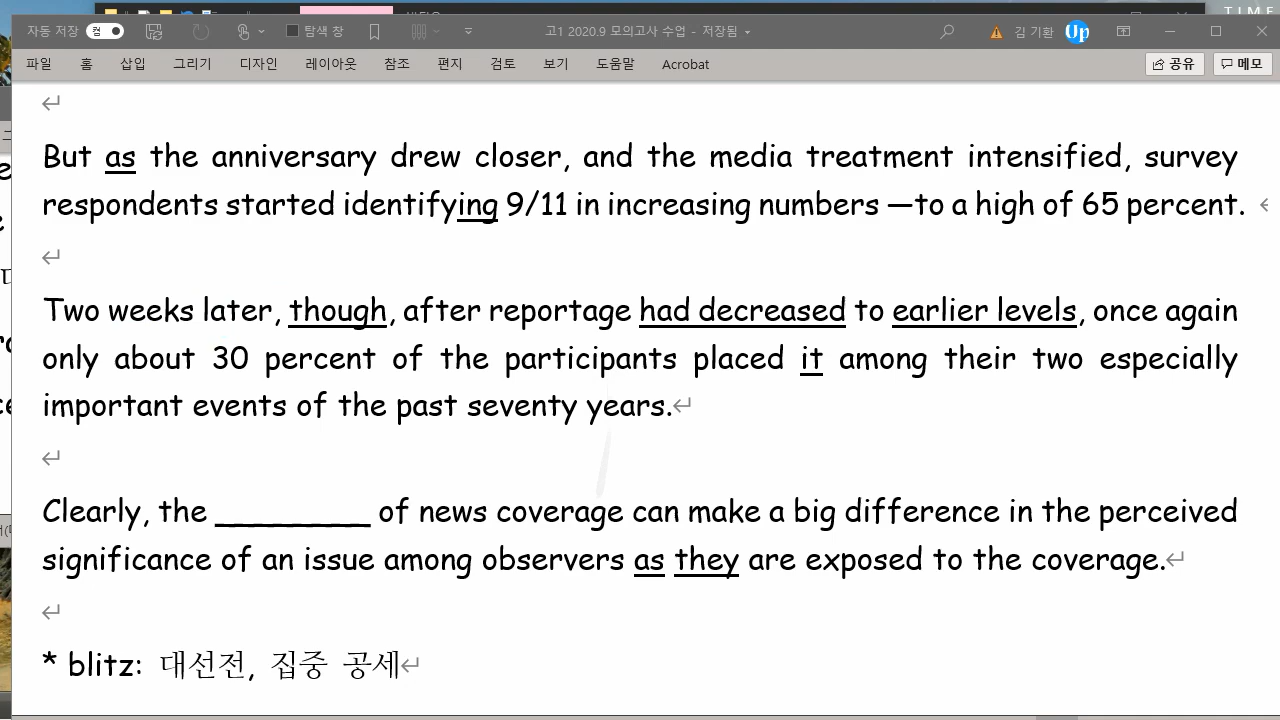 TIME
자동 저장 켬 탐색 창 고1 2020.9 모의고사 수업 - 저장됨 김 기환 Up
파일 홈 삽입 그리기 디자인 레이아웃 참조 편지 검토 보기 도움말 Acrobat 공유 메모
But as the anniversary drew closer, and the media treatment intensified, survey
respondents started identifying 9/11 in increasing numbers —to a high of 65 percent.
Two weeks later, though, after reportage had decreased to earlier levels, once again
only about 30 percent of the participants placed it among their two especially
important events of the past seventy years.
Clearly, the ________ of news coverage can make a big difference in the perceived
significance of an issue among observers as they are exposed to the coverage.
* blitz: 대선전, 집중 공세